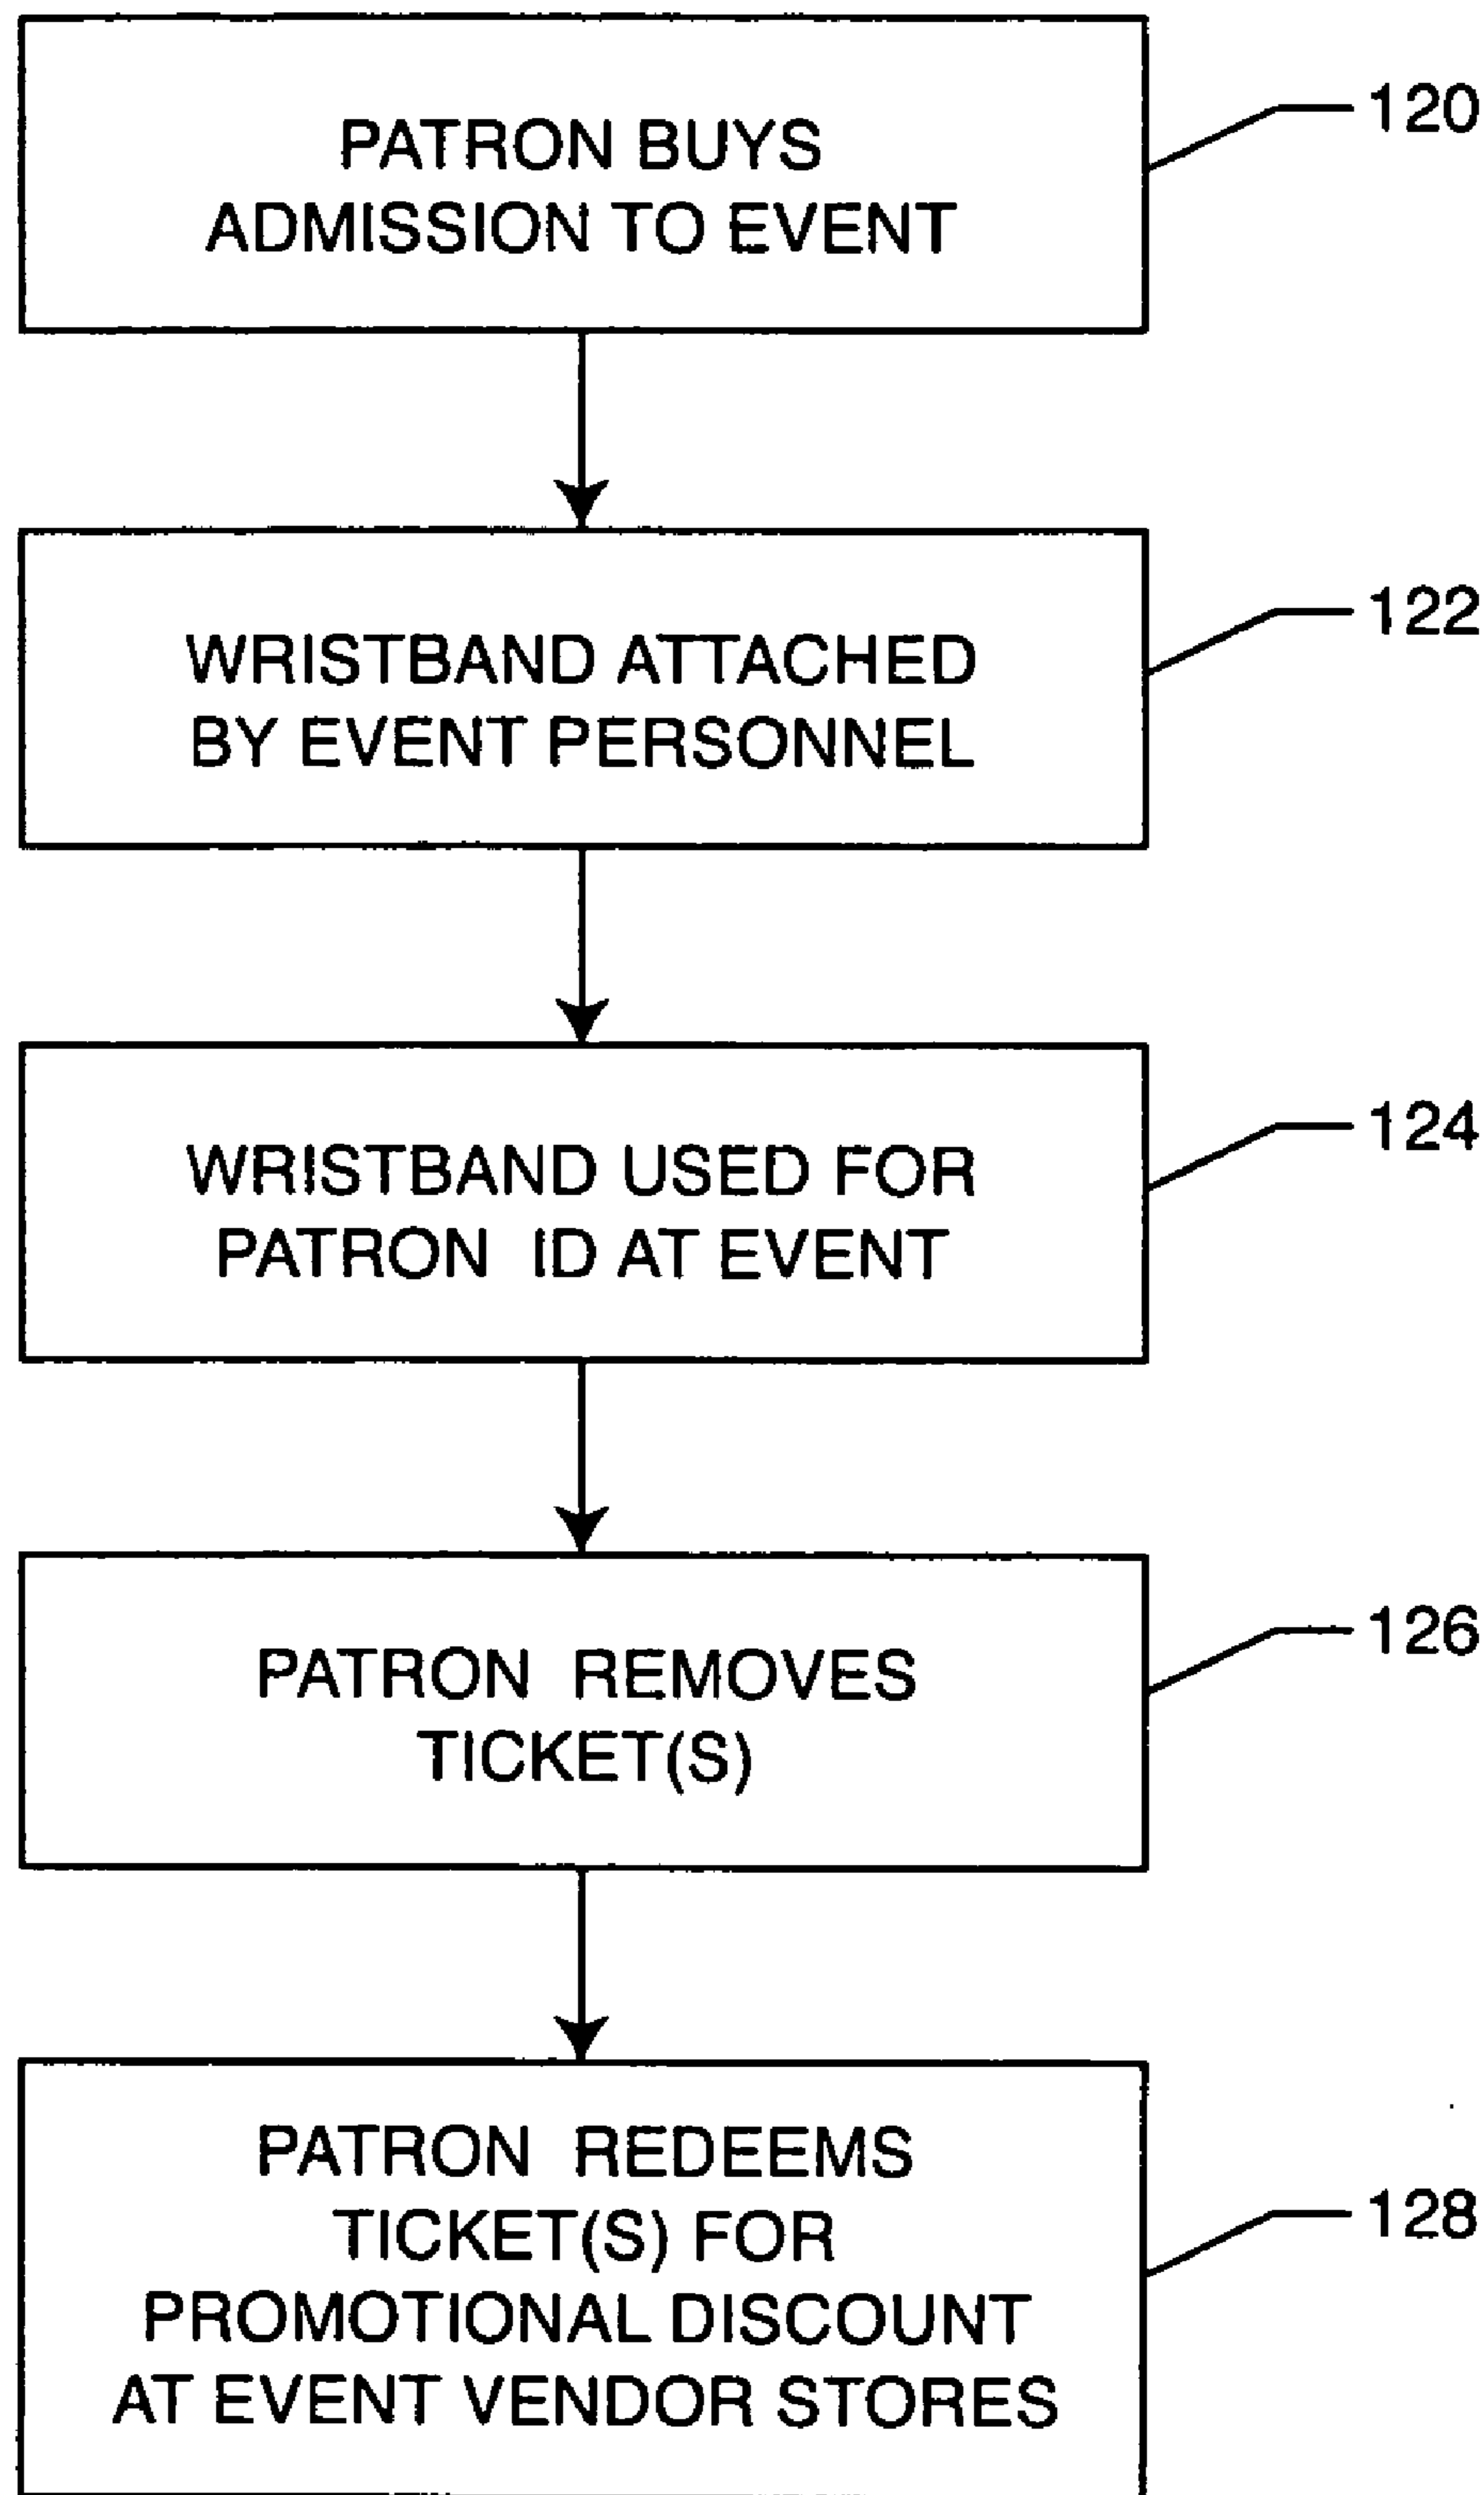 PATRON BUYS
ADMISSION TO EVENT
120
WRISTBAND ATTACHED
BY EVENT PERSONNEL
122
WRISTBAND USED FOR
PATRON ID AT EVENT
124
PATRON REMOVES
TICKET(S)
126
PATRON REDEEMS
TICKET(S) FOR
PROMOTIONAL DISCOUNT
AT EVENT VENDOR STORES
128